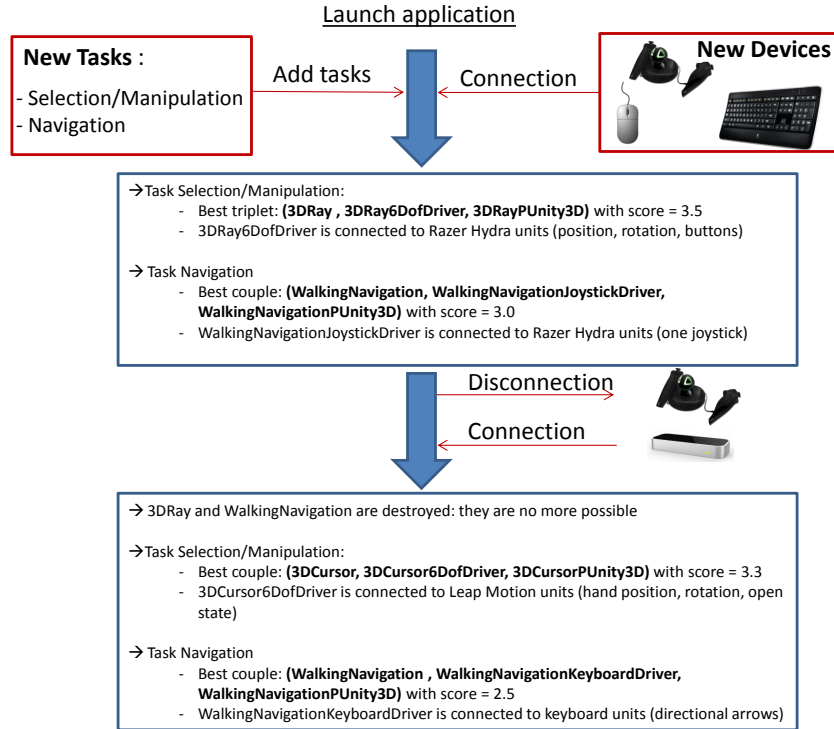 Launch application
New Tasks :
- Selection/Manipulation
- Navigation
Add tasks
Connection
New Devices
→Task Selection/Manipulation:
- Best triplet: (3DRay , 3DRay6DofDriver, 3DRayPUnity3D) with score = 3.5
- 3DRay6DofDriver is connected to Razer Hydra units (position, rotation, buttons)
→ Task Navigation
- Best couple: (WalkingNavigation, WalkingNavigationJoystickDriver,
WalkingNavigationPUnity3D) with score = 3.0
- WalkingNavigationJoystickDriver is connected to Razer Hydra units (one joystick)
Disconnection
Connection
→ 3DRay and WalkingNavigation are destroyed: they are no more possible
→Task Selection/Manipulation:
- Best couple: (3DCursor, 3DCursor6DofDriver, 3DCursorPUnity3D) with score = 3.3
- 3DCursor6DofDriver is connected to Leap Motion units (hand position, rotation, open
state)
→ Task Navigation
- Best couple: (WalkingNavigation , WalkingNavigationKeyboardDriver,
WalkingNavigationPUnity3D) with score = 2.5
- WalkingNavigationKeyboardDriver is connected to keyboard units (directional arrows)